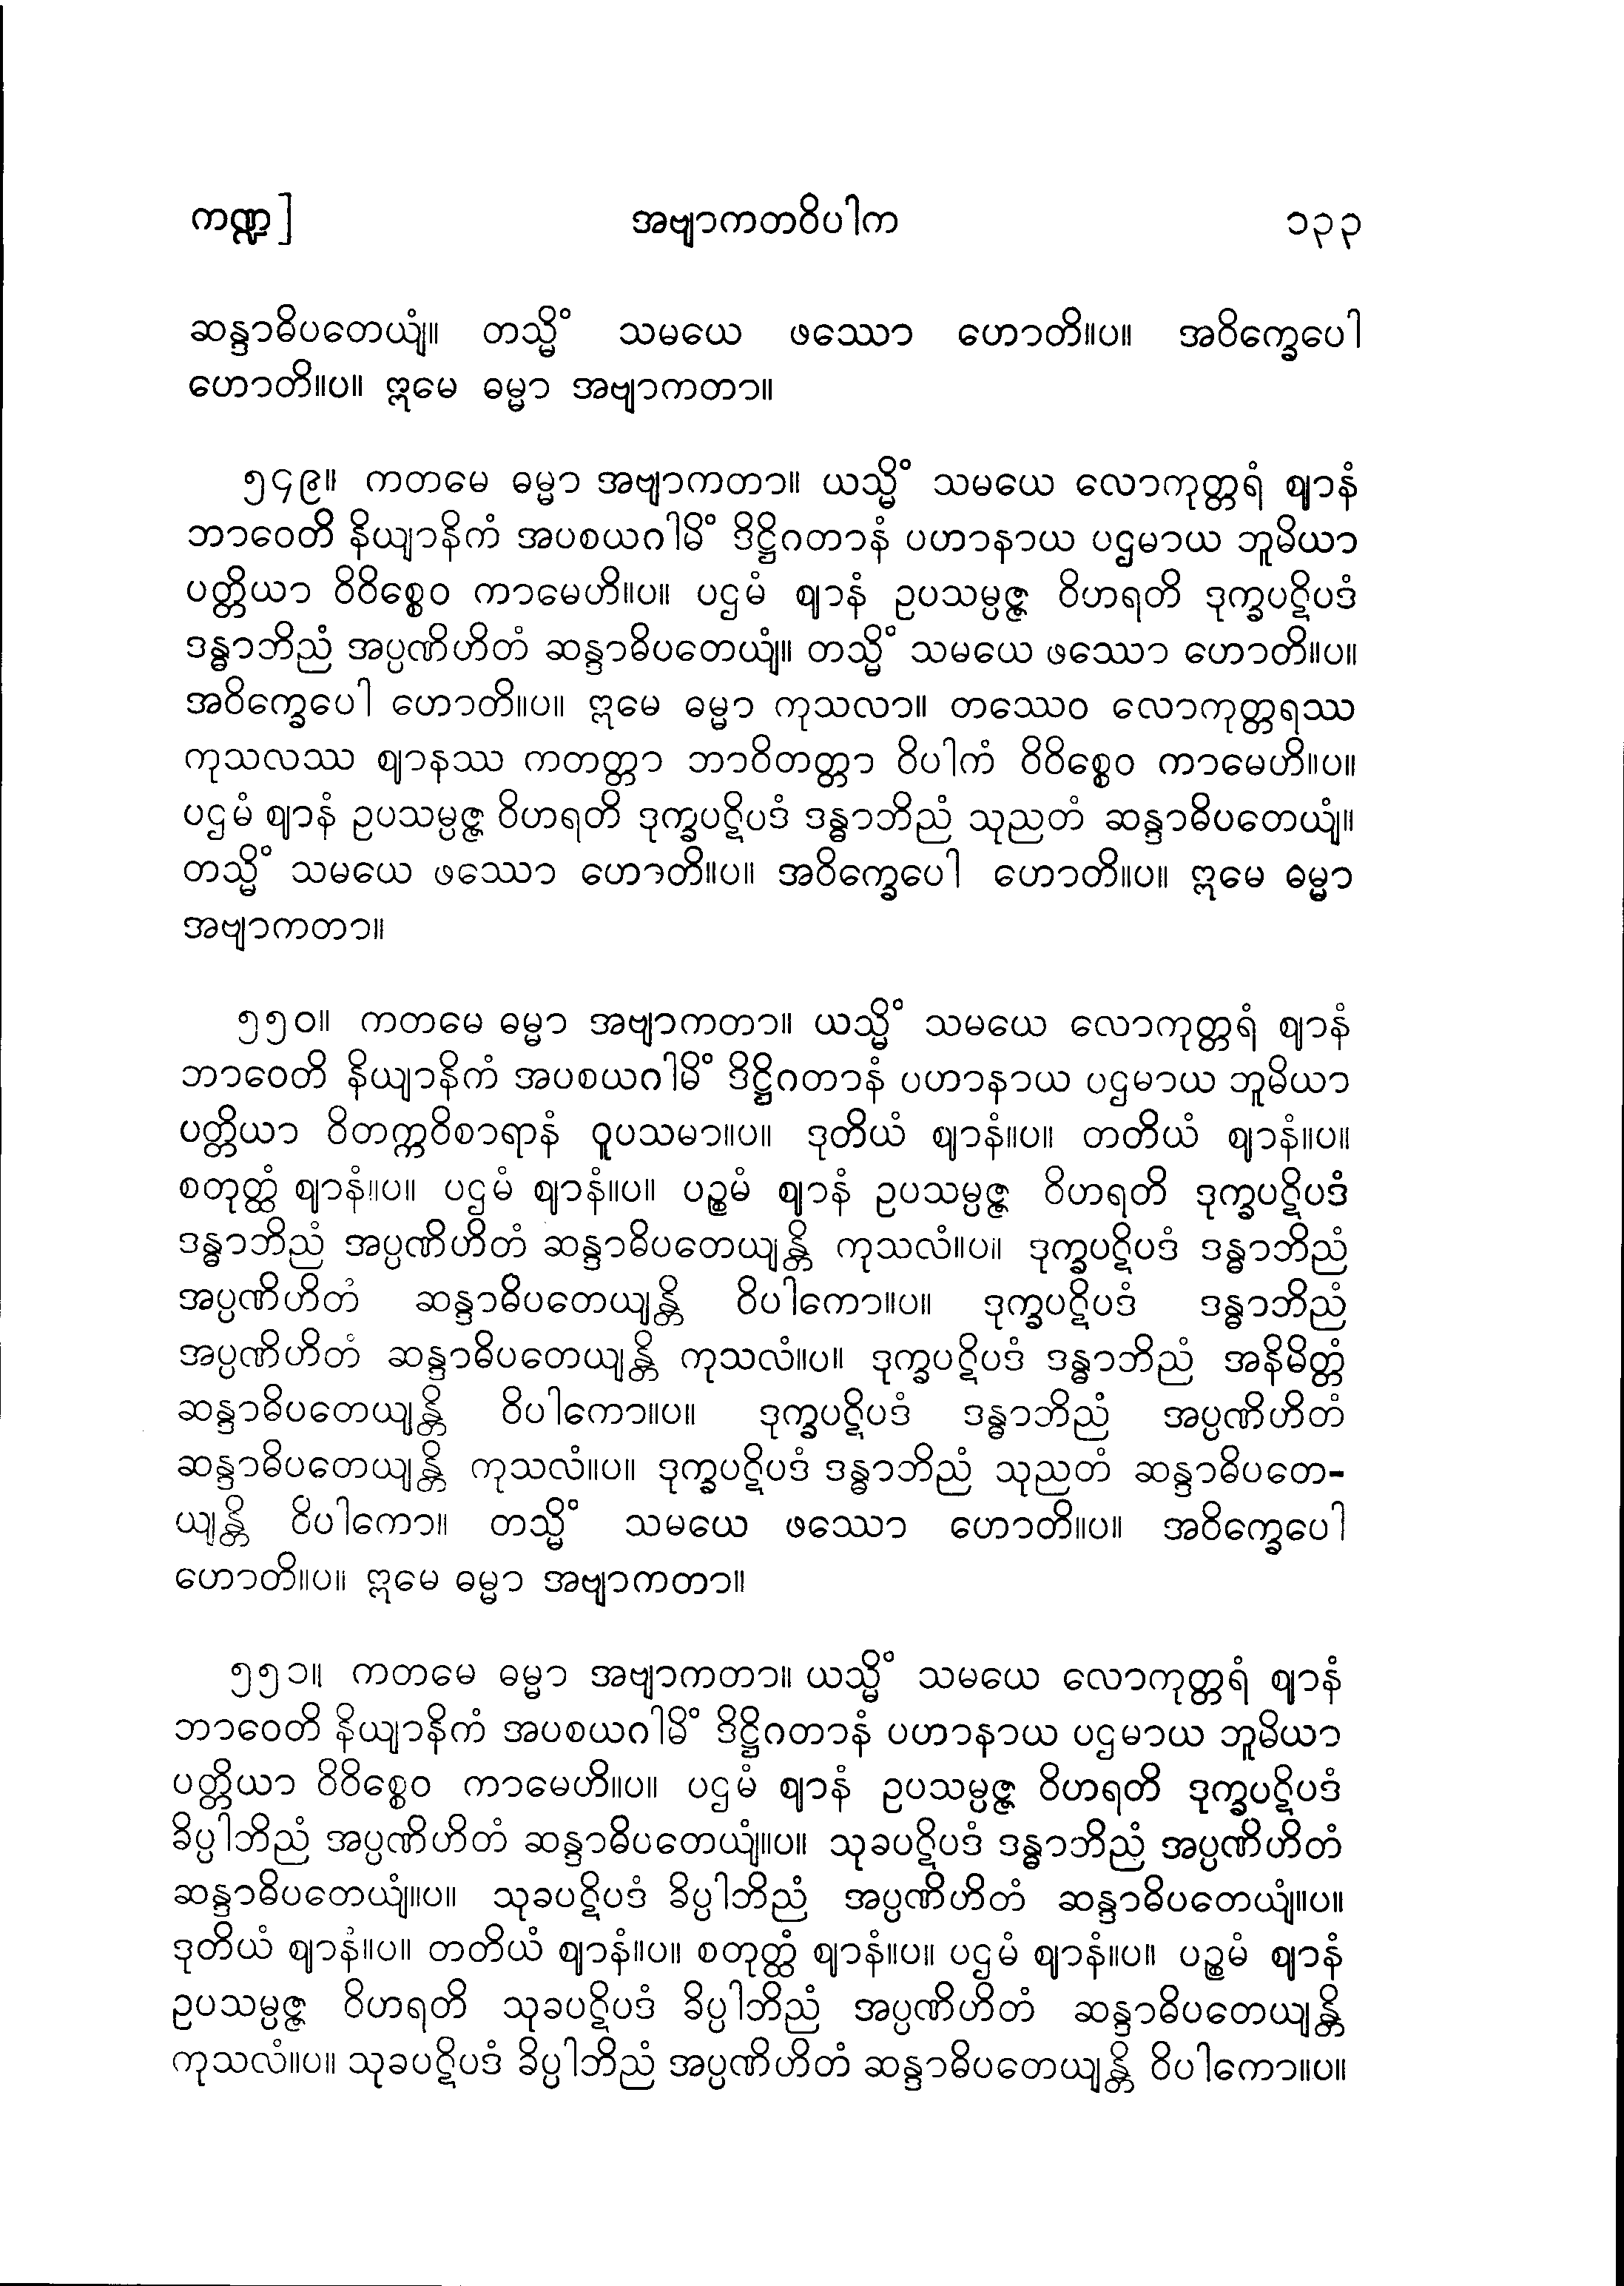 ကဏ္ဍ] အဗျာကတဝိပါက ၁၃၃
ဆန္ဒာဓိပတေယျံ။ တသ္မိံ သမယေ ဖဿော ဟောတိ။ပ။ အဝိက္ခေပေါ
ဟောတိ။ပ။ ဣမေ ဓမ္မာ အဗျာကတာ။
၅၄၉။ ကတမေ ဓမ္မာ အဗျာကတာ။ ယသ္မိံ သမယေ လောကုတ္တရံ ဈာနံ
ဘာဝေတိ နိယျာနိကံ အပစယဂါမိံ ဒိဋ္ဌိဂတာနံ ပဟာနာယ ပဌမာယ ဘူမိယာ
ပတ္တိယာ ဝိဝိစ္စေဝ ကာမေဟိ။ပ။ ပဌမံ ဈာနံ ဥပသမ္ပဇ္ဇ ဝိဟရတိ ဒုက္ခပဋိပဒံ
ဒန္ဓာဘိညံ အပ္ပဏိဟိတံ ဆန္ဒာဓိပတေယျံ။ တသ္မိံ သမယေ ဖဿော ဟောတိ။ပ။
အဝိက္ခေပေါ ဟောတိ။ပ။ ဣမေ ဓမ္မာ ကုသလာ။ တဿေဝ လောကုတ္တရဿ
ကုသလဿ ဈာနဿ ကတတ္တာ ဘာဝိတတ္တာ ဝိပါကံ ဝိဝိစ္စေဝ ကာမေဟိ။ပ။
ပဌမံ ဈာနံ ဥပသမ္ပဇ္ဇ ဝိဟရတိ ဒုက္ခပဋိပဒံ ဒန္ဓာဘိညံ သုညတံ ဆန္ဒာဓိပတေယျံ။
တသ္မိံ သမယေ ဖဿော ဟောတိ။ပ။ အဝိက္ခေပေါ ဟောတိ။ပ။ ဣမေ ဓမ္မာ
အဗျာကတာ။
၅၅၀။ ကတမေ ဓမ္မာ အဗျာကတာ။ ယသ္မိံ သမယေ လောကုတ္တရံ ဈာနံ
ဘာဝေတိ နိယျာနိကံ အပစယဂါမိံ ဒိဋ္ဌိဂတာနံ ပဟာနာယ ပဌမာယ ဘူမိယာ
ပတ္တိယာ ဝိတက္ကဝိစာရာနံ ဝူပသမာ။ပ။ ဒုတိယံ ဈာနံ။ပ။ တတိယံ ဈာနံ။ပ။
စတုတ္ထံ ဈာနံ။ပ။ ပဌမံ ဈာနံ။ပ။ ပဉ္စမံ ဈာနံ ဥပသမ္ပဇ္ဇ ဝိဟရတိ ဒုက္ခပဋိပဒံ
ဒန္ဓာဘိညံ အပ္ပဏိဟိတံ ဆန္ဒာဓိပတေယျန္တိ ကုသလံ။ပ။ ဒုက္ခပဋိပဒံ ဒန္ဓာဘိညံ
အပ္ပဏိဟိတံ ဆန္ဒာဓိပတေယျန္တိ ဝိပါကော။ပ။ ဒုက္ခပဋိပဒံ ဒန္ဓာဘိညံ
အပ္ပဏိဟိတံ ဆန္ဒာဓိပတေယျန္တိ ကုသလံ။ပ။ ဒုက္ခပဋိပဒံ ဒန္ဓာဘိညံ အနိမိတ္တံ
ဆန္ဒာဓိပတေယျန္တိ ဝိပါကော။ပ။ ဒုက္ခပဋိပဒံ ဒန္ဓာဘိညံ အပ္ပဏိဟိတံ
ဆန္ဒာဓိပတေယျန္တိ ကုသလံ။ပ။ ဒုက္ခပဋိပဒံ ဒန္ဓာဘိညံ သုညတံ ဆန္ဒာဓိပတေ-
ယျန္တိ ဝိပါကော။ တသ္မိံ သမယေ ဖဿော ဟောတိ။ပ။ အဝိက္ခေပေါ
ဟောတိ။ပ။ ဣမေ ဓမ္မာ အဗျာကတာ။
၅၅၁။ ကတမေ ဓမ္မာ အဗျာကတာ။ ယသ္မိံ သမယေ လောကုတ္တရံ ဈာနံ
ဘာဝေတိ နိယျာနိကံ အပစယဂါမိံ ဒိဋ္ဌိဂတာနံ ပဟာနာယ ပဌမာယ ဘူမိယာ
ပတ္တိယာ ဝိဝိစ္စေဝ ကာမေဟိ။ပ။ ပဌမံ ဈာနံ ဥပသမ္ပဇ္ဇ ဝိဟရတိ ဒုက္ခပဋိပဒံ
ခိပ္ပါဘိညံ အပ္ပဏိဟိတံ ဆန္ဒာဓိပတေယျံ။ပ။ သုခပဋိပဒံ ဒန္ဓာဘိညံ အပ္ပဏိဟိတံ
ဆန္ဒာဓိပတေယျံ။ပ။ သုခပဋိပဒံ ခိပ္ပါဘိညံ အပ္ပဏိဟိတံ ဆန္ဒာဓိပတေယျံ။ပ။
ဒုတိယံ ဈာနံ။ပ။ တတိယံ ဈာနံ။ပ။ စတုတ္ထံ ဈာနံ။ပ။ ပဌမံ ဈာနံ။ပ။ ပဉ္စမံ ဈာနံ
ဥပသမ္ပဇ္ဇ ဝိဟရတိ သုခပဋိပဒံ ခိပ္ပါဘိညံ အပ္ပဏိဟိတံ ဆန္ဒာဓိပတေယျန္တိ
ကုသလံ။ပ။ သုခပဋိပဒံ ခိပ္ပါဘိညံ အပ္ပဏိဟိတံ ဆန္ဒာဓိပတေယျန္တိ ဝိပါကော။ပ။